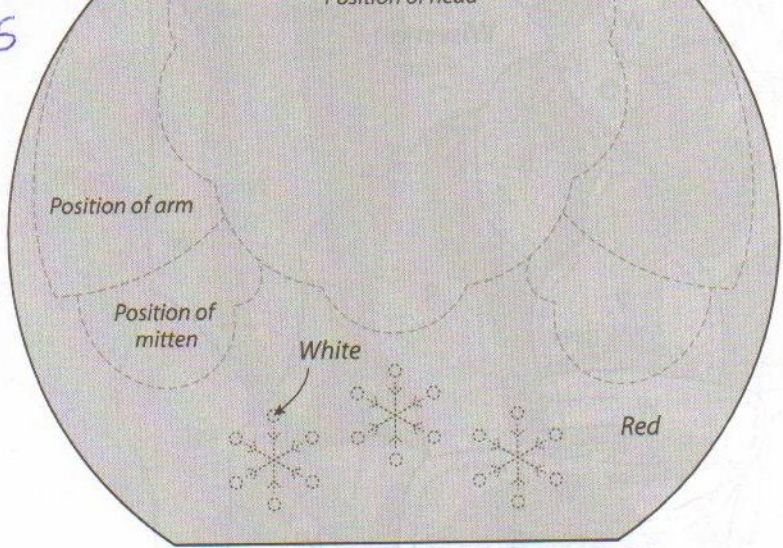 Position of head
S
Position of arm
Position of
mitten
White
Red